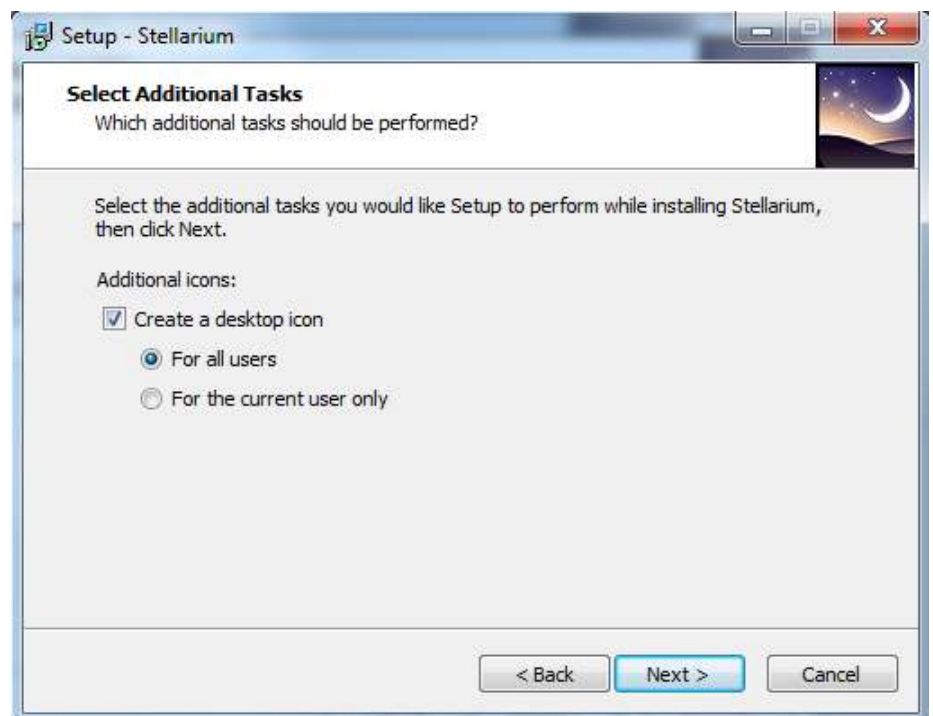 Setup - Stellarium
Select Additional Tasks
Which additional tasks should be performed?
Select the additional tasks you would like Setup to perform while installing Stellarium,
then click Next.
Additional icons:
Create a desktop icon
For all users
For the current user only
< Back
Next >
Cancel